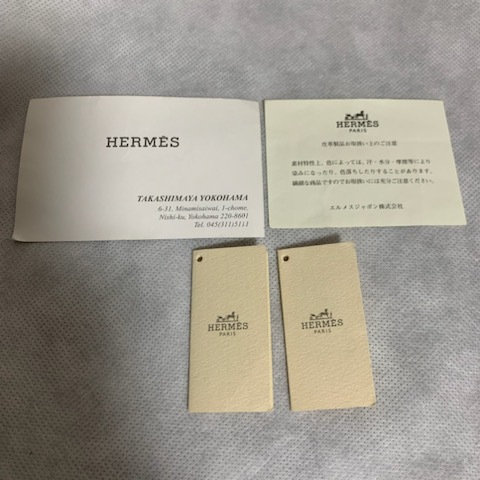 HERMÈS
TAKASHIMAYA YOKOHAMA
6-31, Minamisaiwai, 1-chome,
Nishi-ku, Yokohama 220-8601
Tel. 045(311)5111
HERMÈS
PARIS
皮革製品お取扱い上のご注意
素材特性上、色によっては、汗・水分・摩擦等により
染みになったり、色落ちしたりすることがあります。
繊細な商品ですのでお取扱いには充分ご注意ください。
エルメスジャポン株式会社
HERMÈS
PARIS
HERMÈS
PARIS